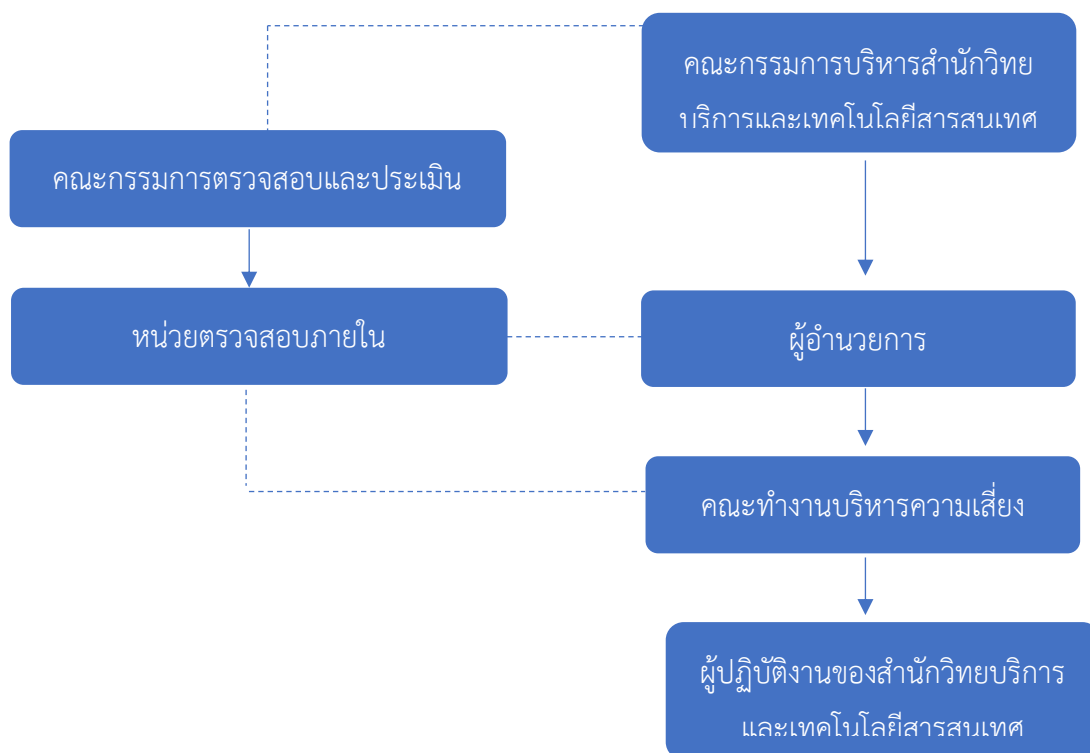 คณะกรรมการบริหารสำนักวิทย
บริการและเทคโนโลยีสารสนเทศ
คณะกรรมการตรวจสอบและประเมิน
หน่วยตรวจสอบภายใน
ผู้อำนวยการ
คณะทำงานบริหารความเสี่ยง
ผู้ปฏิบัติงานของสำนักวิทยบริการ
และเทคโนโลยีสารสนเทศ